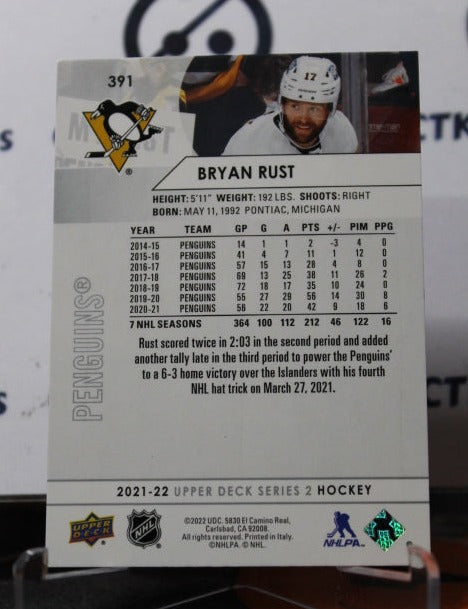 391
17
BRYAN RUST
HEIGHT: 5'11" WEIGHT: 192 LBS. SHOOTS: RIGHT
BORN: MAY 11, 1992 PONTIAC, MICHIGAN
YEAR TEAM GP G A PTS +/- PIM PPG
2014-15 PENGUINS 14 1 1 2 -3 4 0
2015-16 PENGUINS 41 4 7 11 1 12 0
2016-17 PENGUINS 57 15 13 28 4 8 0
2017-18 PENGUINS 69 13 25 38 11 26 2
2018-19 PENGUINS 72 18 17 35 10 24 0
2019-20 PENGUINS 55 27 29 56 14 30 8
2020-21 PENGUINS 56 22 20 42 9 18 6
7 NHL SEASONS 364 100 112 212 46 122 16
PENGUINS®
Rust scored twice in 2:03 in the second period and added
another tally late in the third period to power the Penguins'
to a 6-3 home victory over the Islanders with his fourth
NHL hat trick on March 27, 2021.
2021-22 UPPER DECK SERIES 2 HOCKEY
UPPER DECK
NHL
©2022 UDC. 5830 El Camino Real,
Carlsbad, CA 92008.
All rights reserved. Printed in Italy.
©NHLPA. © NHL.
NHLPA